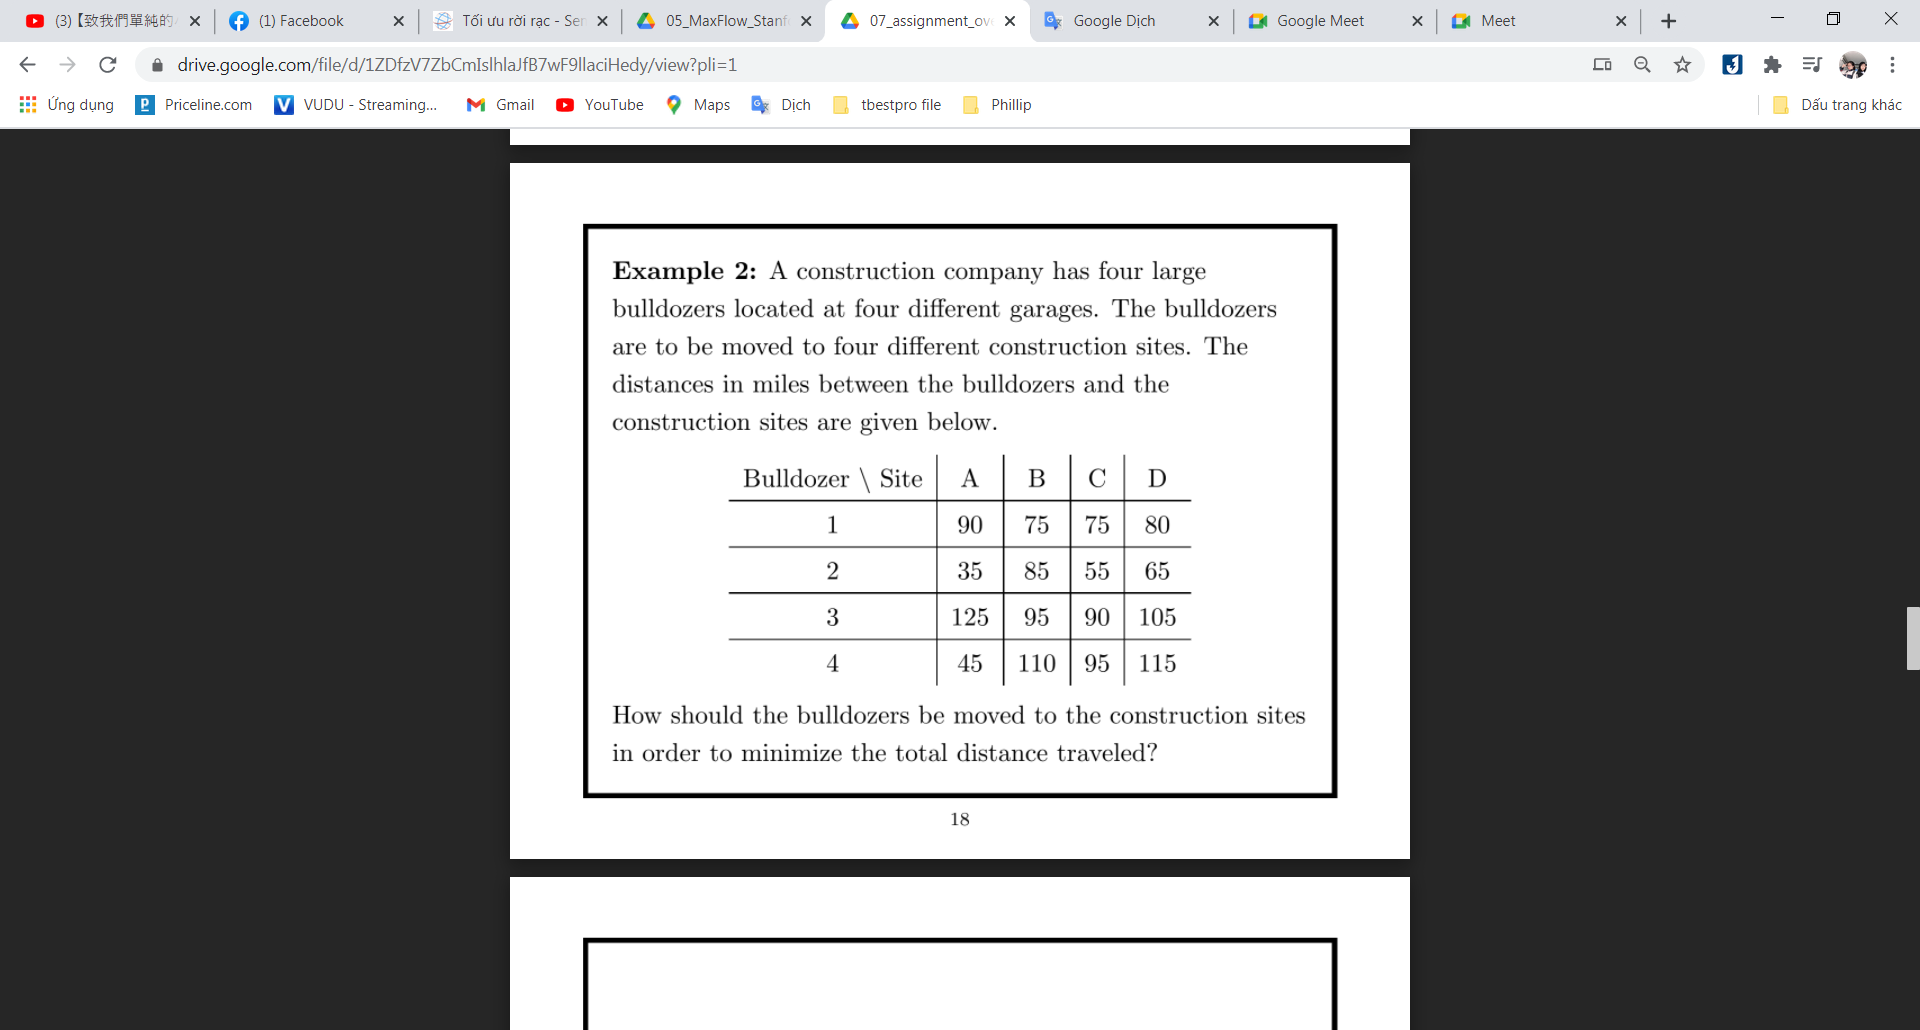 (3)【致我們單純的
(1) Facebook
Tối ưu rời rạc - Sem
05_MaxFlow_Stanf
07_assignment_ove
Google Dịch
Google Meet
Meet
drive.google.com/file/d/1ZDfzV7ZbCmIslhlaJfB7wF9llaciHedy/view?pli=1
Ứng dụng
Priceline.com
VUDU - Streaming...
Gmail
YouTube
Maps
Dịch
tbestpro file
Phillip
Dấu trang khác
Example 2: A construction company has four large
bulldozers located at four different garages. The bulldozers
are to be moved to four different construction sites. The
distances in miles between the bulldozers and the
construction sites are given below.
Bulldozer \ Site A B C D
1 90 75 75 80
2 35 85 55 65
3 125 95 90 105
4 45 110 95 115
How should the bulldozers be moved to the construction sites
in order to minimize the total distance traveled?
18